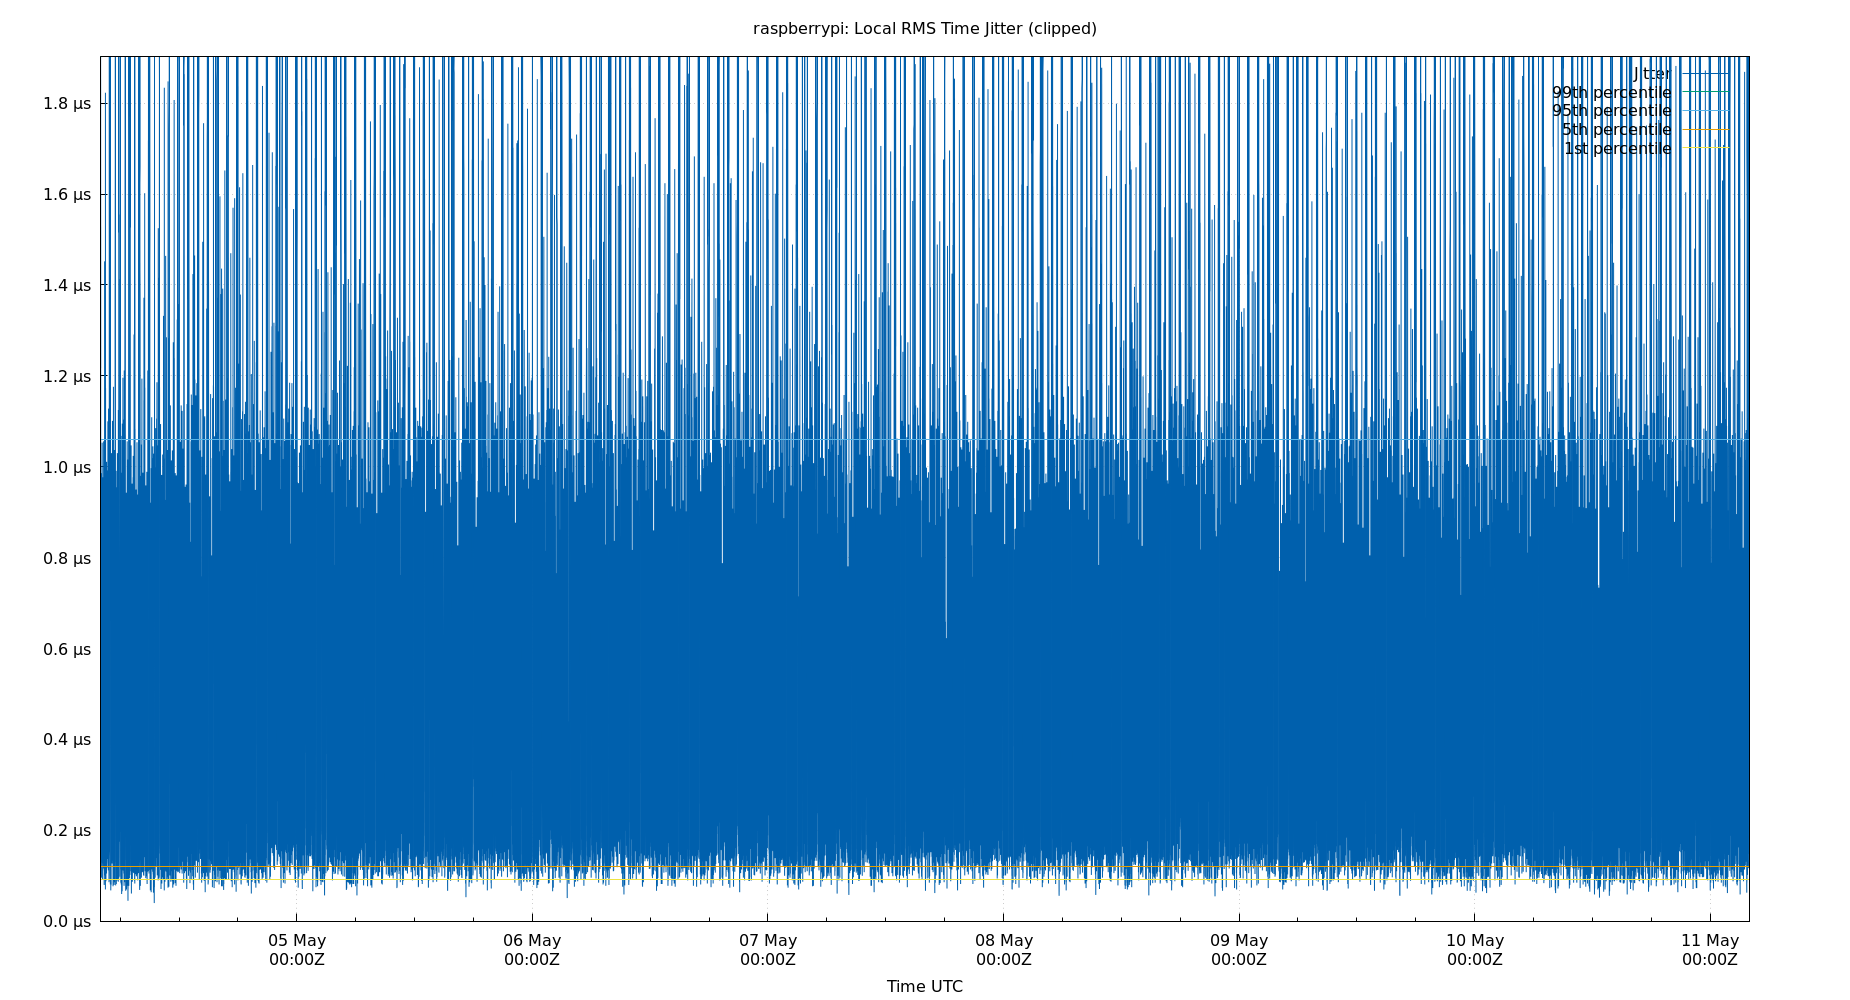 raspberrypi: Local RMS Time Jitter (clipped)
Jitter
99th percentile
95th percentile
5th percentile
1st percentile
1.8 µs
1.6 µs
1.4 µs
1.2 µs
1.0 µs
0.8 µs
0.6 µs
0.4 µs
0.2 µs
0.0 µs
05 May 06 May 07 May 08 May 09 May 10 May 11 May
00:00Z 00:00Z 00:00Z 00:00Z 00:00Z 00:00Z 00:00Z
Time UTC